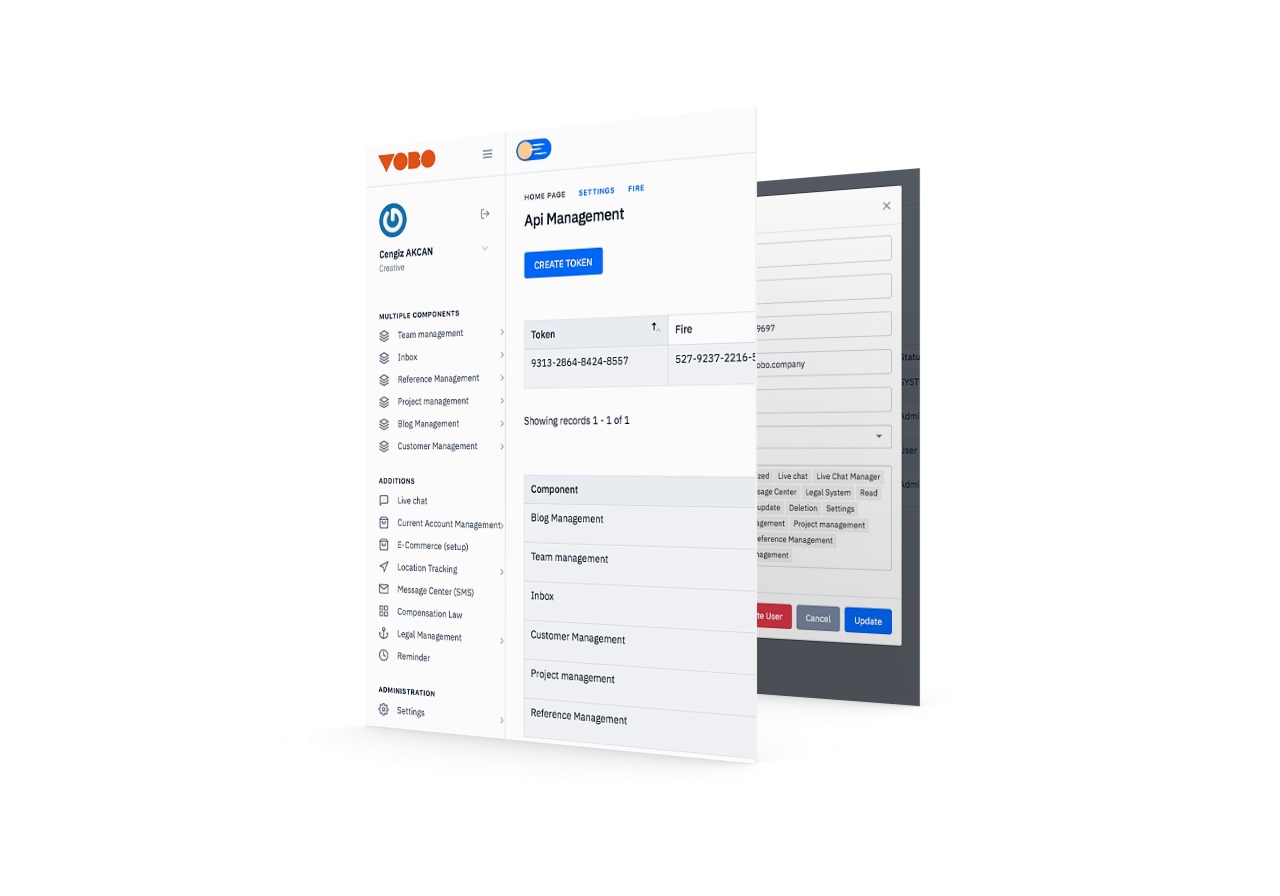 VOBO
Cengiz AKCAN
Creative
MULTIPLE COMPONENTS
Team management
Inbox
Reference Management
Project management
Blog Management
Customer Management
ADDITIONS
Live chat
Current Account Management
E-Commerce (setup)
Location Tracking
Message Center (SMS)
Compensation Law
Legal Management
Reminder
ADMINISTRATION
Settings
HOME PAGE SETTINGS FIRE
Api Management
CREATE TOKEN
Token Fire
9313-2864-8424-8557 527-9237-2216-5
Showing records 1 - 1 of 1
Component
Blog Management
Team management
Inbox
Customer Management
Project management
Reference Management
9697
obo.company
zed Live chat Live Chat Manager
sage Center Legal System Read
update Deletion Settings
agement Project management
eference Management
nagement
te User Cancel Update
Statu
SYST
Admi
User
Admi